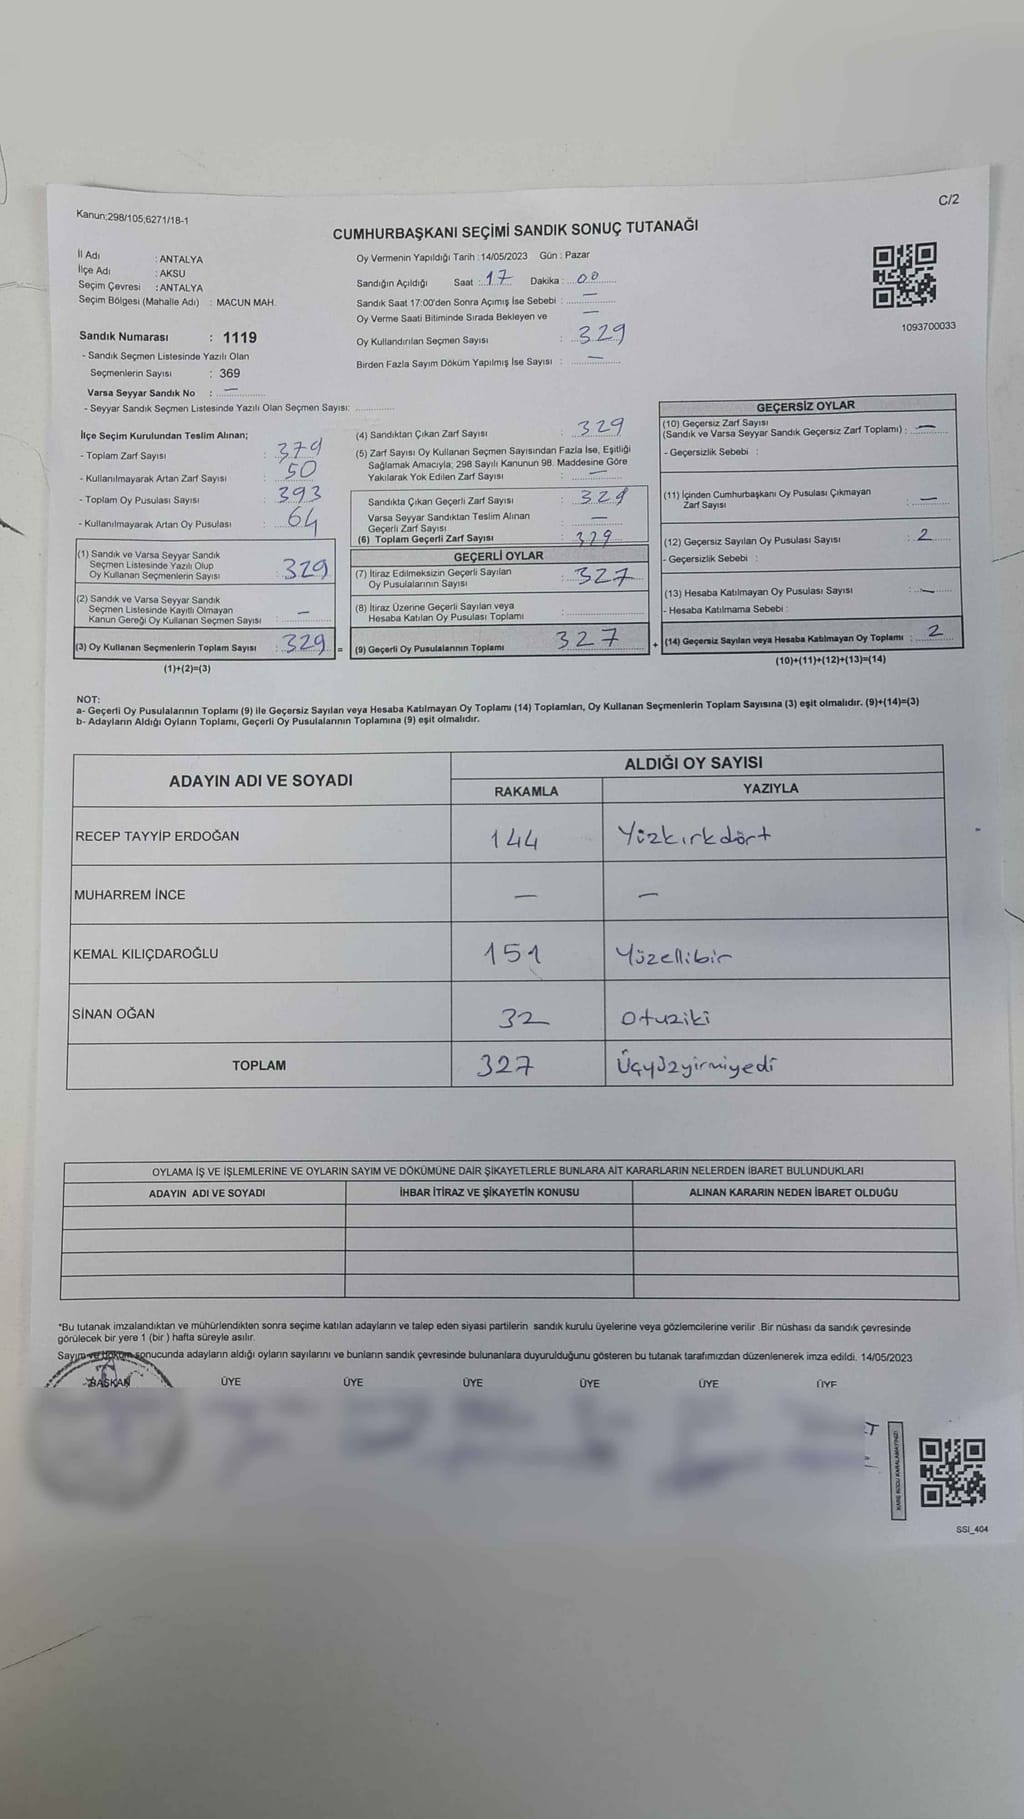 Kanun;298/105;6271/18-1
C/2
CUMHURBAŞKANI SEÇİMİ SANDIK SONUÇ TUTANAĞI
İl Adı : ANTALYA
İlçe Adı : AKSU
Seçim Çevresi : ANTALYA
Seçim Bölgesi (Mahalle Adı) : MACUN MAH.
Sandık Numarası : 1119
- Sandık Seçmen Listesinde Yazılı Olan
Seçmenlerin Sayısı : 369
Varsa Seyyar Sandık No : —
- Seyyar Sandık Seçmen Listesinde Yazılı Olan Seçmen Sayısı: ............
Oy Vermenin Yapıldığı Tarih : 14/05/2023 Gün : Pazar
Sandığın Açıldığı Saat : 17 Dakika : 00
Sandık Saat 17:00'den Sonra Açımış İse Sebebi : —
Oy Verme Saati Bitiminde Sırada Bekleyen ve —
Oy Kullandırılan Seçmen Sayısı : 329
Birden Fazla Sayım Döküm Yapılmış İse Sayısı : —
1093700033
İlçe Seçim Kurulundan Teslim Alınan;
- Toplam Zarf Sayısı : 379
- Kullanılmayarak Artan Zarf Sayısı : 50
- Toplam Oy Pusulası Sayısı : 393
- Kullanılmayarak Artan Oy Pusulası : 64
(1) Sandık ve Varsa Seyyar Sandık
Seçmen Listesinde Yazılı Olup
Oy Kullanan Seçmenlerin Sayısı : 329
(2) Sandık ve Varsa Seyyar Sandık
Seçmen Listesinde Kayıtlı Olmayan
Kanun Gereği Oy Kullanan Seçmen Sayısı : —
(3) Oy Kullanan Seçmenlerin Toplam Sayısı : 329 =
(1)+(2)=(3)
(4) Sandıktan Çıkan Zarf Sayısı : 329
(5) Zarf Sayısı Oy Kullanan Seçmen Sayısından Fazla İse, Eşitliği
Sağlamak Amacıyla; 298 Sayılı Kanunun 98. Maddesine Göre
Yakılarak Yok Edilen Zarf Sayısı : —
Sandıkta Çıkan Geçerli Zarf Sayısı : 329
Varsa Seyyar Sandıktan Teslim Alınan
Geçerli Zarf Sayısı : —
(6) Toplam Geçerli Zarf Sayısı : 329
GEÇERLİ OYLAR
(7) İtiraz Edilmeksizin Geçerli Sayılan
Oy Pusulalarının Sayısı : 327
(8) İtiraz Üzerine Geçerli Sayılan veya
Hesaba Katılan Oy Pusulası Toplamı :
(9) Geçerli Oy Pusulalarının Toplamı 327 +
GEÇERSİZ OYLAR
(10) Geçersiz Zarf Sayısı
(Sandık ve Varsa Seyyar Sandık Geçersiz Zarf Toplamı) : —
- Geçersizlik Sebebi :
(11) İçinden Cumhurbaşkanı Oy Pusulası Çıkmayan
Zarf Sayısı : —
(12) Geçersiz Sayılan Oy Pusulası Sayısı : 2
- Geçersizlik Sebebi :
(13) Hesaba Katılmayan Oy Pusulası Sayısı : —
- Hesaba Katılmama Sebebi :
(14) Geçersiz Sayılan veya Hesaba Katılmayan Oy Toplamı : 2
(10)+(11)+(12)+(13)=(14)
NOT:
a- Geçerli Oy Pusulalarının Toplamı (9) ile Geçersiz Sayılan veya Hesaba Katılmayan Oy Toplamı (14) Toplamları, Oy Kullanan Seçmenlerin Toplam Sayısına (3) eşit olmalıdır. (9)+(14)=(3)
b- Adayların Aldığı Oyların Toplamı, Geçerli Oy Pusulalarının Toplamına (9) eşit olmalıdır.
ADAYIN ADI VE SOYADI
ALDIĞI OY SAYISI
RAKAMLA YAZIYLA
RECEP TAYYİP ERDOĞAN 144 Yüzkırkdört
MUHARREM İNCE — —
KEMAL KILIÇDAROĞLU 151 Yüzellibir
SİNAN OĞAN 32 Otuziki
TOPLAM 327 Üçyüzyirmiyedi
OYLAMA İŞ VE İŞLEMLERİNE VE OYLARIN SAYIM VE DÖKÜMÜNE DAİR ŞİKAYETLERLE BUNLARA AİT KARARLARIN NELERDEN İBARET BULUNDUKLARI
ADAYIN ADI VE SOYADI İHBAR İTİRAZ VE ŞİKAYETİN KONUSU ALINAN KARARIN NEDEN İBARET OLDUĞU
*Bu tutanak imzalandıktan ve mühürlendikten sonra seçime katılan adayların ve talep eden siyasi partilerin sandık kurulu üyelerine veya gözlemcilerine verilir .Bir nüshası da sandık çevresinde
görülecek bir yere 1 (bir ) hafta süreyle asılır.
Sayım ve döküm sonucunda adayların aldığı oyların sayılarını ve bunların sandık çevresinde bulunanlara duyurulduğunu gösteren bu tutanak tarafımızdan düzenlenerek imza edildi. 14/05/2023
BAŞKAN ÜYE ÜYE ÜYE ÜYE ÜYE ÜYE
KARE KODU KARALAMAYINIZ!
SSI_404